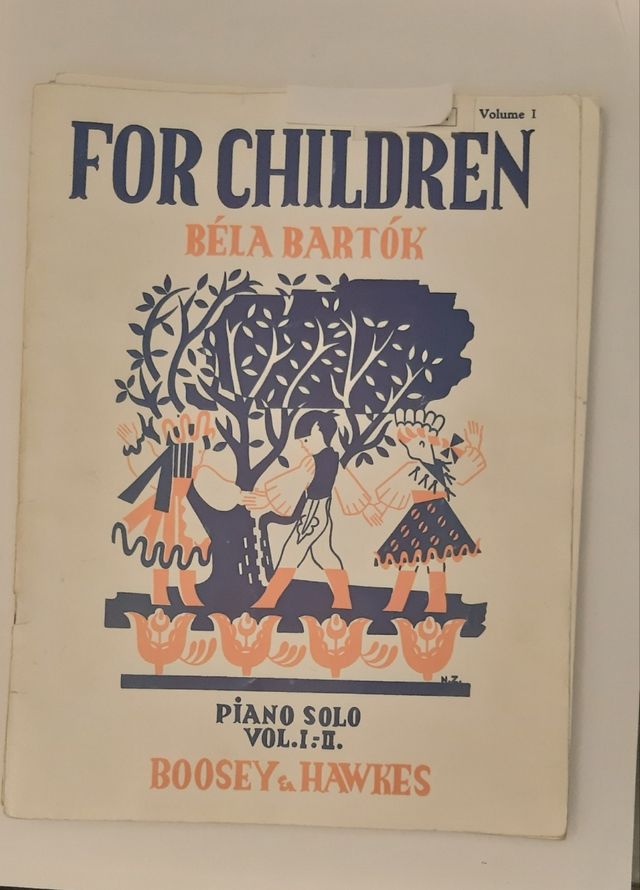 Volume I
FOR CHILDREN
BÉLA BARTÓK
N.Z.
PIANO SOLO
VOL.I.-II.
BOOSEY & HAWKES